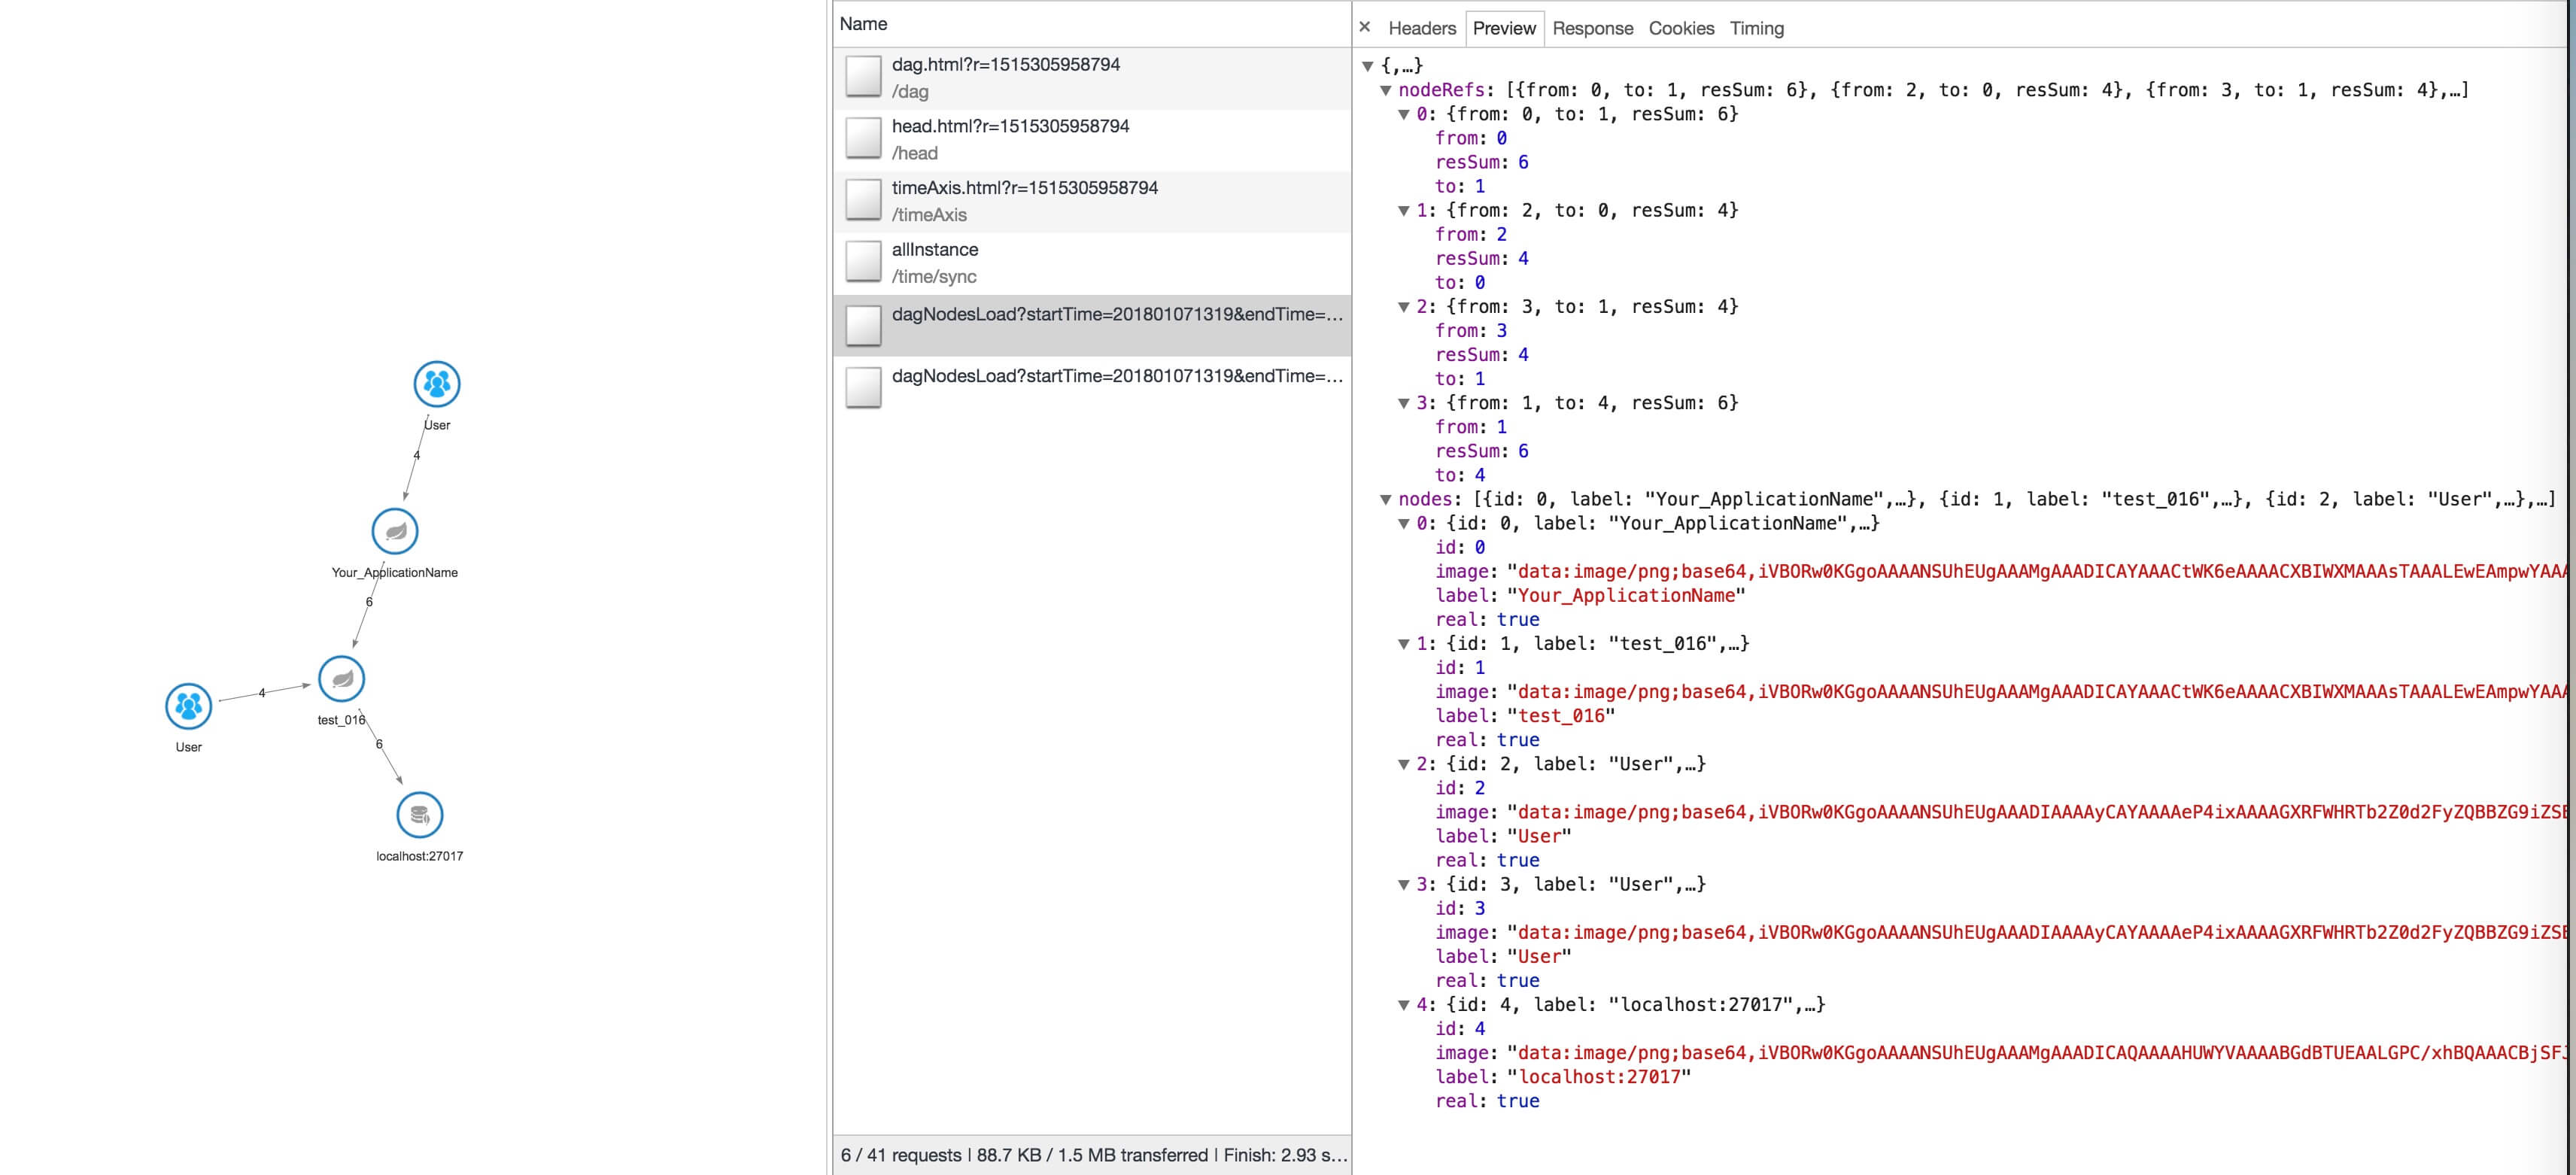 User
4
Your_ApplicationName
6
4
User
test_016
6
localhost:27017
Name
dag.html?r=1515305958794
/dag
head.html?r=1515305958794
/head
timeAxis.html?r=1515305958794
/timeAxis
allInstance
/time/sync
dagNodesLoad?startTime=201801071319&endTime=...
dagNodesLoad?startTime=201801071319&endTime=...
6 / 41 requests | 88.7 KB / 1.5 MB transferred | Finish: 2.93 s...
× Headers Preview Response Cookies Timing
▼ {,…}
▼ nodeRefs: [{from: 0, to: 1, resSum: 6}, {from: 2, to: 0, resSum: 4}, {from: 3, to: 1, resSum: 4},…]
▼ 0: {from: 0, to: 1, resSum: 6}
from: 0
resSum: 6
to: 1
▼ 1: {from: 2, to: 0, resSum: 4}
from: 2
resSum: 4
to: 0
▼ 2: {from: 3, to: 1, resSum: 4}
from: 3
resSum: 4
to: 1
▼ 3: {from: 1, to: 4, resSum: 6}
from: 1
resSum: 6
to: 4
▼ nodes: [{id: 0, label: "Your_ApplicationName",…}, {id: 1, label: "test_016",…}, {id: 2, label: "User",…},…]
▼ 0: {id: 0, label: "Your_ApplicationName",…}
id: 0
image: "data:image/png;base64,iVBORw0KGgoAAAANSUhEUgAAAMgAAADICAYAAACtWK6eAAAACXBIWXMAAAsTAAALEwEAmpwYAAA
label: "Your_ApplicationName"
real: true
▼ 1: {id: 1, label: "test_016",…}
id: 1
image: "data:image/png;base64,iVBORw0KGgoAAAANSUhEUgAAAMgAAADICAYAAACtWK6eAAAACXBIWXMAAAsTAAALEwEAmpwYAAA
label: "test_016"
real: true
▼ 2: {id: 2, label: "User",…}
id: 2
image: "data:image/png;base64,iVBORw0KGgoAAAANSUhEUgAAADIAAAAyCAYAAAAeP4ixAAAAGXRFWHRTb2Z0d2FyZQBBZG9iZSB
label: "User"
real: true
▼ 3: {id: 3, label: "User",…}
id: 3
image: "data:image/png;base64,iVBORw0KGgoAAAANSUhEUgAAADIAAAAyCAYAAAAeP4ixAAAAGXRFWHRTb2Z0d2FyZQBBZG9iZSB
label: "User"
real: true
▼ 4: {id: 4, label: "localhost:27017",…}
id: 4
image: "data:image/png;base64,iVBORw0KGgoAAAANSUhEUgAAAMgAAADICAQAAAAHUWYVAAAABGdBTUEAALGPC/xhBQAAACBjSFJ
label: "localhost:27017"
real: true